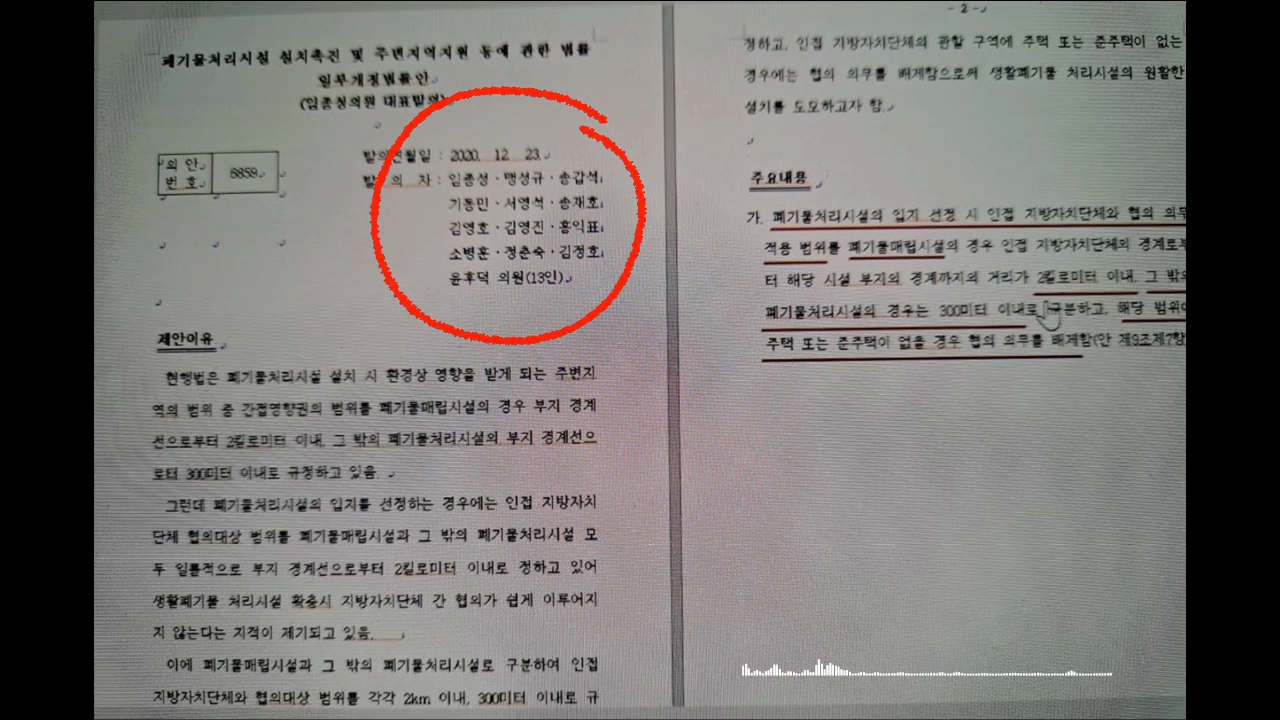 폐기물처리시설 설치촉진 및 주변지역지원 등에 관한 법률
일부개정법률안
(임종성의원 대표발의)
의 안
번 호
6859
발의연월일 : 2020. 12. 23.
발 의 자 : 임종성ㆍ맹성규ㆍ송갑석
기동민ㆍ서영석ㆍ송재호
김영호ㆍ김영진ㆍ홍익표
소병훈ㆍ정춘숙ㆍ김정호
윤후덕 의원(13인)
제안이유
현행법은 폐기물처리시설 설치 시 환경상 영향을 받게 되는 주변지
역의 범위 중 간접영향권의 범위를 폐기물매립시설의 경우 부지 경계
선으로부터 2킬로미터 이내, 그 밖의 폐기물처리시설의 부지 경계선으
로터 300미터 이내로 규정하고 있음.
그런데 폐기물처리시설의 입지를 선정하는 경우에는 인접 지방자치
단체 협의대상 범위를 폐기물매립시설과 그 밖의 폐기물처리시설 모
두 일률적으로 부지 경계선으로부터 2킬로미터 이내로 정하고 있어
생활폐기물 처리시설 확충시 지방자치단체 간 협의가 쉽게 이루어지
지 않는다는 지적이 제기되고 있음.
이에 폐기물매립시설과 그 밖의 폐기물처리시설로 구분하여 인접
지방자치단체와 협의대상 범위를 각각 2km 이내, 300미터 이내로 규
- 2 -
정하고, 인접 지방자치단체의 관할 구역에 주택 또는 준주택이 없는
경우에는 협의 의무를 배제함으로써 생활폐기물 처리시설의 원활한
설치를 도모하고자 함.
주요내용
가. 폐기물처리시설의 입지 선정 시 인접 지방자치단체와 협의 의무
적용 범위를 폐기물매립시설의 경우 인접 지방자치단체의 경계로부
터 해당 시설 부지의 경계까지의 거리가 2킬로미터 이내, 그 밖의
폐기물처리시설의 경우는 300미터 이내로 구분하고, 해당 범위에
주택 또는 준주택이 없을 경우 협의 의무를 배제함(안 제9조제7항